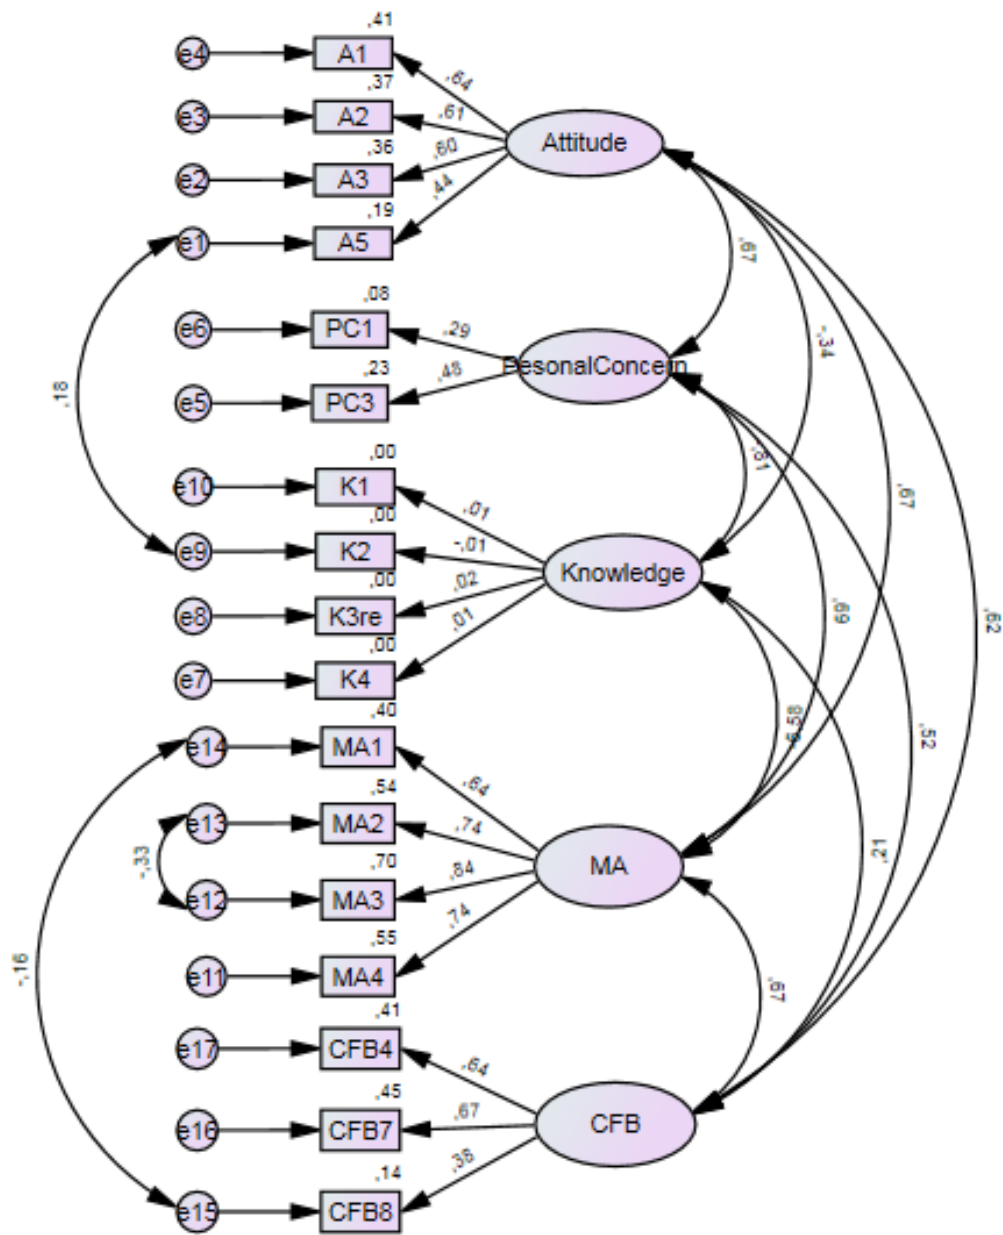 ,41
e4 A1 ,64
,37
e3 A2 ,61 Attitude
,36
e2 A3 ,60
,19
e1 A5 ,44
,67
,08
e6 PC1 ,29
-,34
PesonalConcern
,23
e5 PC3 ,48
,18
,00
e10 K1 ,01
-,81
,67
,00
e9 K2 -,01 Knowledge
,00
e8 K3re ,02
,69
,62
,00
e7 K4 ,01
,40
e14 MA1 ,64
,52
,54
e13 MA2 ,74
-,33
,21
,70
e12 MA3 ,84 MA
,55
e11 MA4 ,74
-,16
,67
,41
e17 CFB4 ,64
,45
e16 CFB7 ,67 CFB
,14
e15 CFB8 ,38